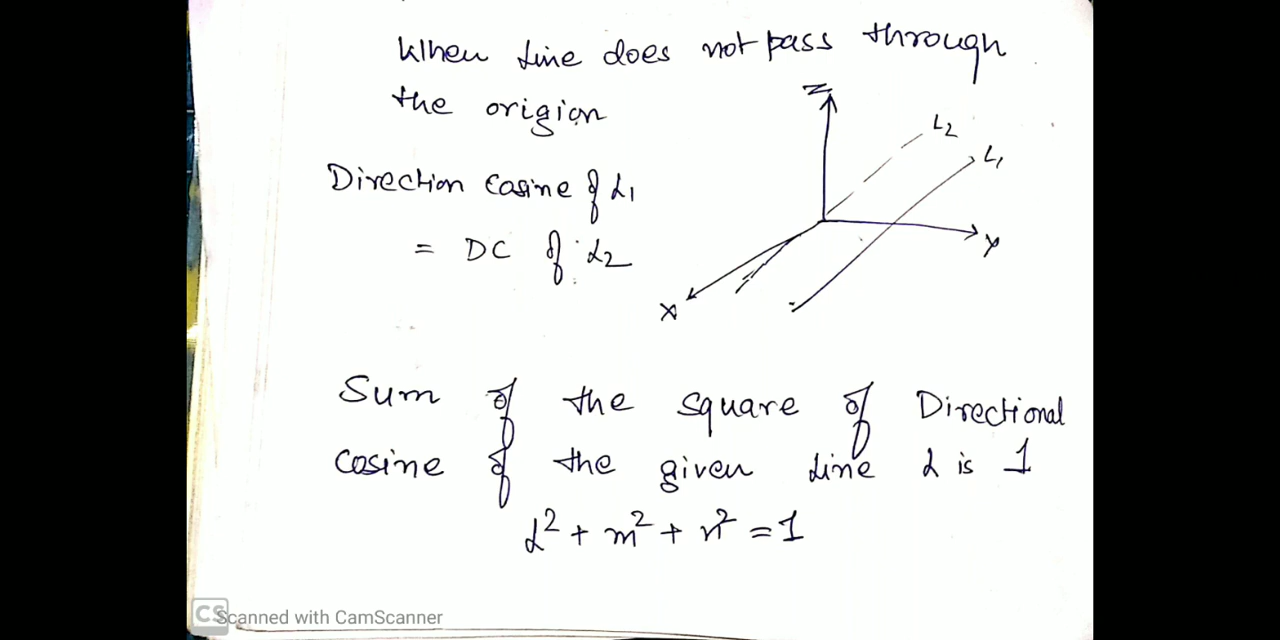 When Line does not pass through
the origion
Z
L2
L1
Direction Cosine of L1
= DC of L2
Y
X
Sum of the square of Directional
Cosine of the given Line L is 1
L² + m² + n² = 1
CS Scanned with CamScanner